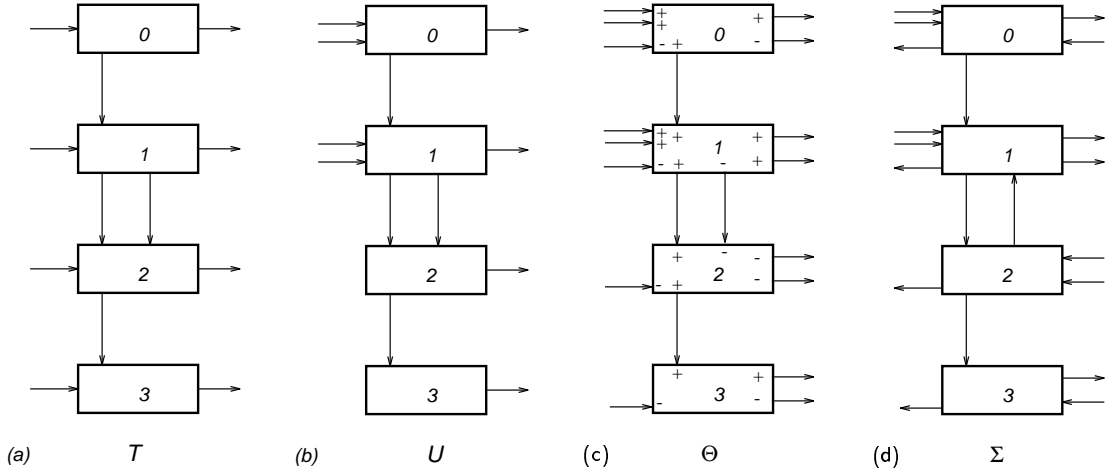 0 0 + + - + 0 + - 0
1 1 + + - + + 1 - + + 1
2 2 + - - + 2 - - 2
3 3 + - 3 + - 3
(a) T (b) U (c) Θ (d) Σ